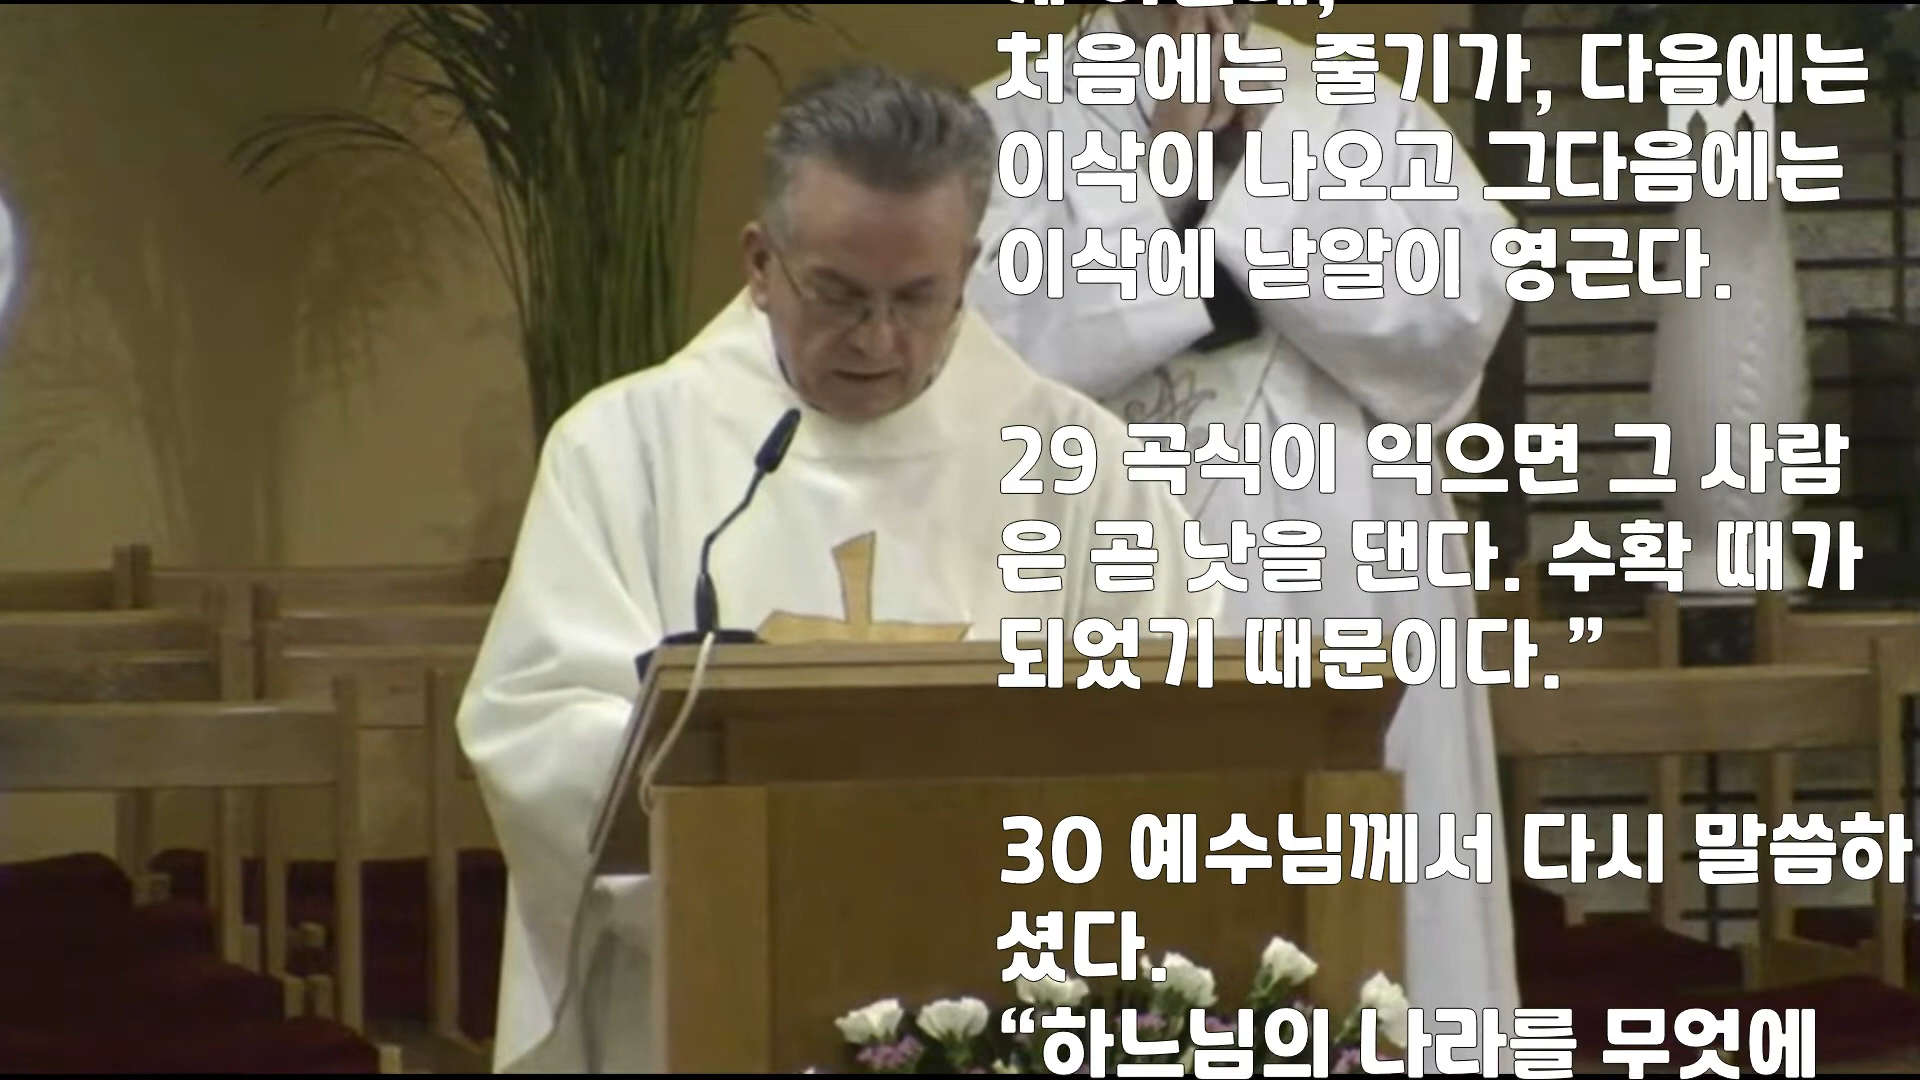 처음에는 줄기가, 다음에는
이삭이 나오고 그다음에는
이삭에 낟알이 영근다.
29 곡식이 익으면 그 사람
은 곧 낫을 댄다. 수확 때가
되었기 때문이다.”
30 예수님께서 다시 말씀하
셨다.
“하느님의 나라를 무엇에